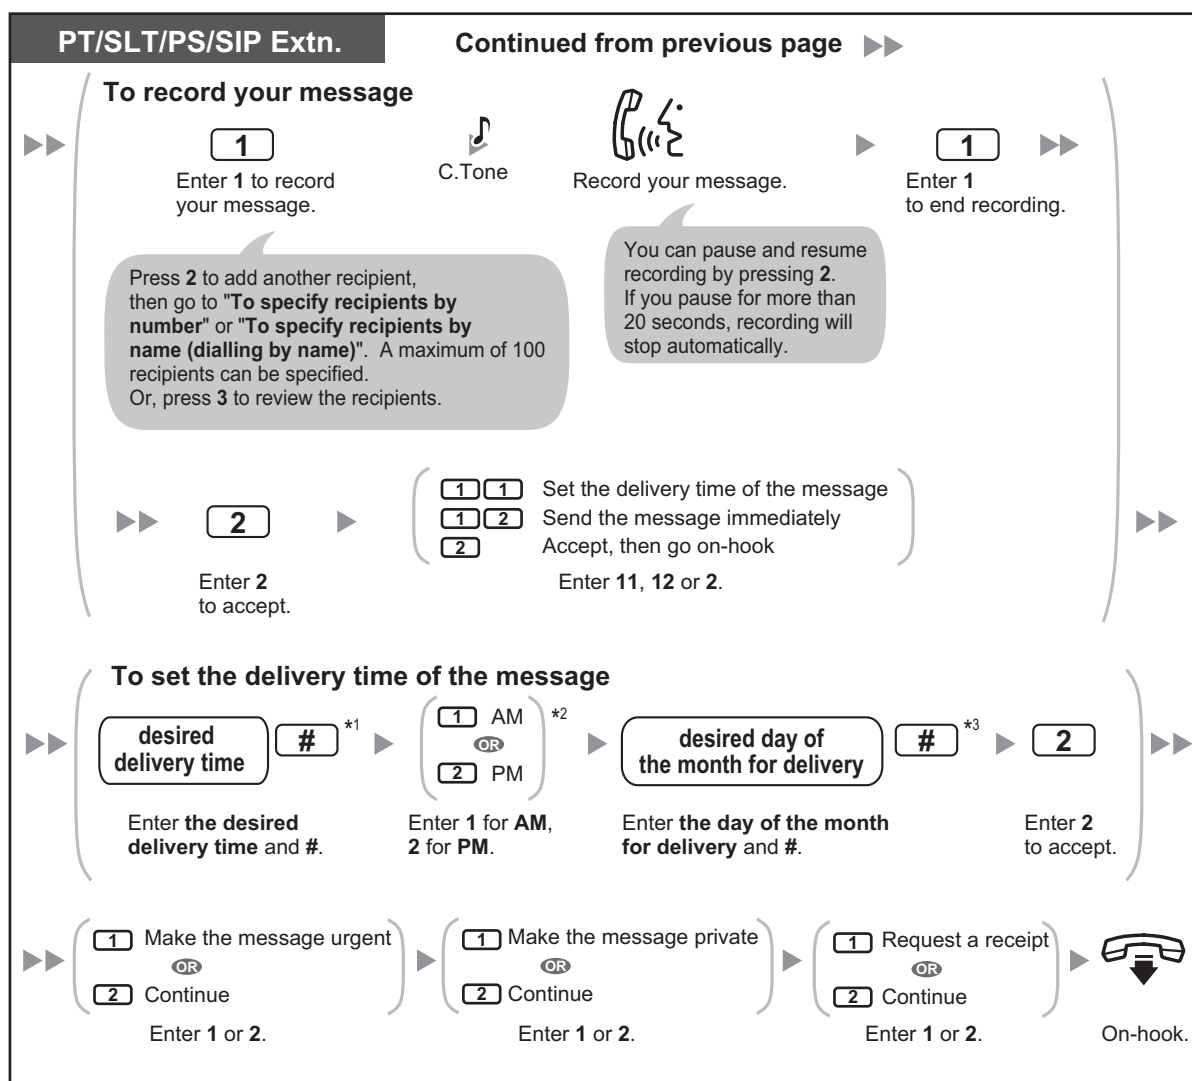 PT/SLT/PS/SIP Extn.
Continued from previous page
To record your message
1
Enter 1 to record
your message.
C.Tone
Record your message.
1
Enter 1
to end recording.
Press 2 to add another recipient,
then go to "To specify recipients by
number" or "To specify recipients by
name (dialling by name)". A maximum of 100
recipients can be specified.
Or, press 3 to review the recipients.
You can pause and resume
recording by pressing 2.
If you pause for more than
20 seconds, recording will
stop automatically.
2
Enter 2
to accept.
1 1 Set the delivery time of the message
1 2 Send the message immediately
2 Accept, then go on-hook
Enter 11, 12 or 2.
To set the delivery time of the message
desired
delivery time
# *1
Enter the desired
delivery time and #.
1 AM *2
OR
2 PM
Enter 1 for AM,
2 for PM.
desired day of
the month for delivery
# *3
Enter the day of the month
for delivery and #.
2
Enter 2
to accept.
1 Make the message urgent
OR
2 Continue
Enter 1 or 2.
1 Make the message private
OR
2 Continue
Enter 1 or 2.
1 Request a receipt
OR
2 Continue
Enter 1 or 2.
On-hook.